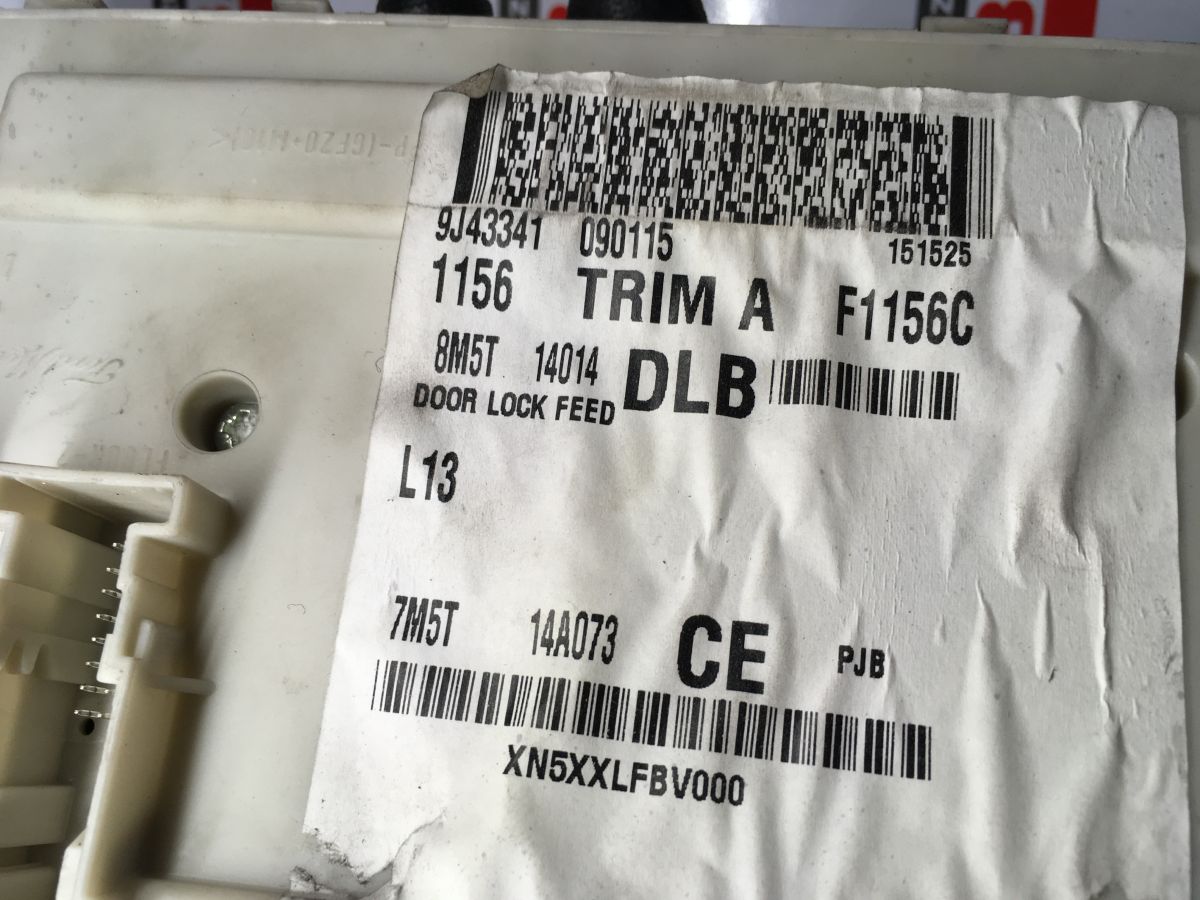 9J43341 090115 151525
1156 TRIM A F1156C
8M5T 14014 DLB
DOOR LOCK FEED
L13
7M5T 14A073 CE PJB
XN5XXLFBV000